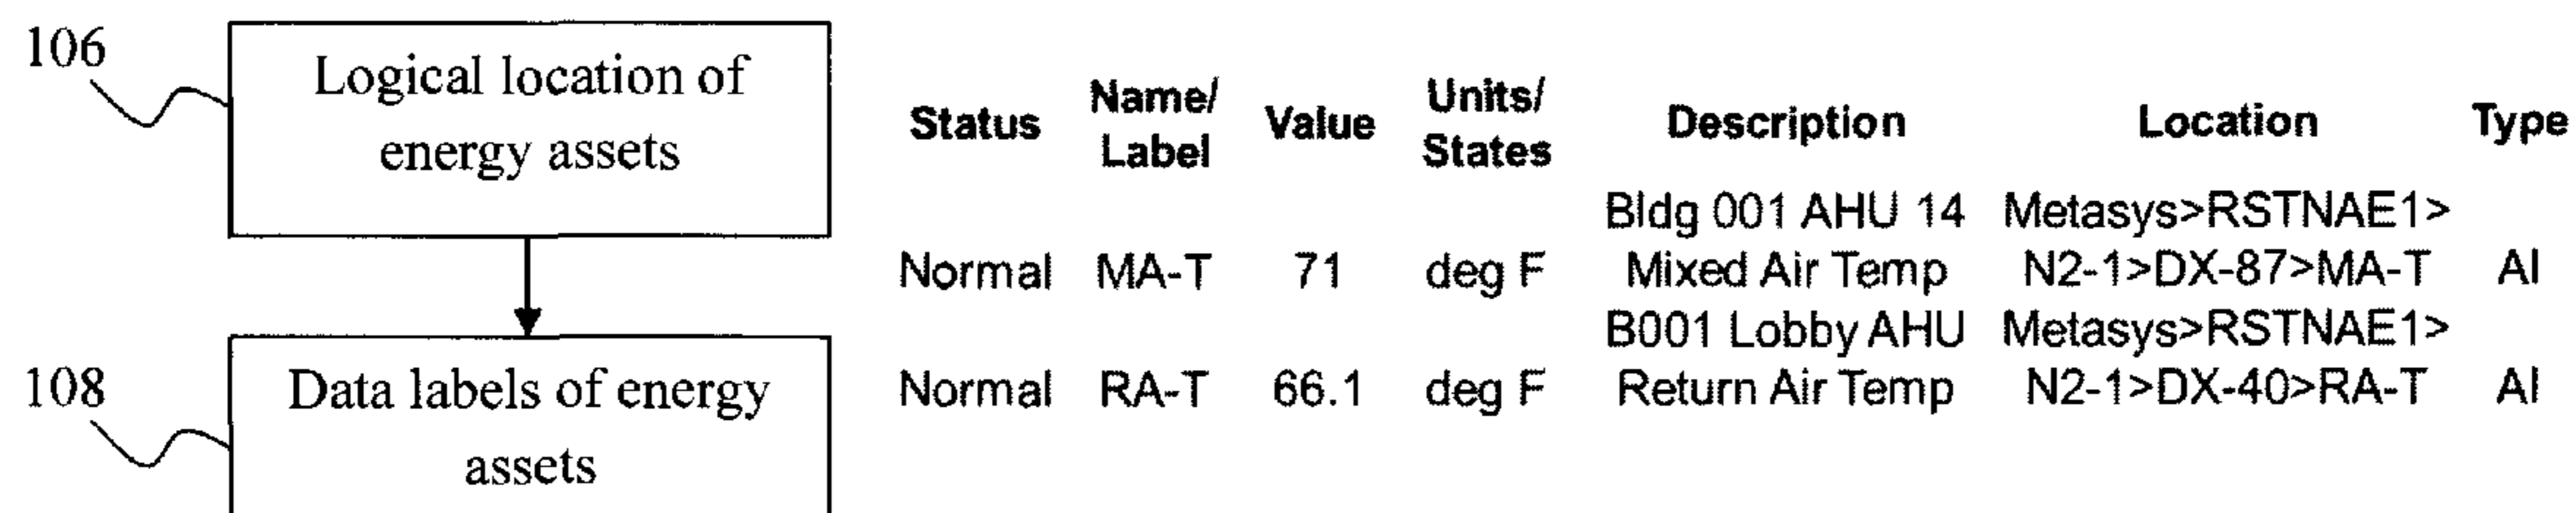 106
Logical location of
energy assets
108
Data labels of energy
assets
Status Name/ Value Units/ Description Location Type
Label States
Bldg 001 AHU 14 Metasys>RSTNAE1>
Normal MA-T 71 deg F Mixed Air Temp N2-1>DX-87>MA-T AI
B001 Lobby AHU Metasys>RSTNAE1>
Normal RA-T 66.1 deg F Return Air Temp N2-1>DX-40>RA-T AI